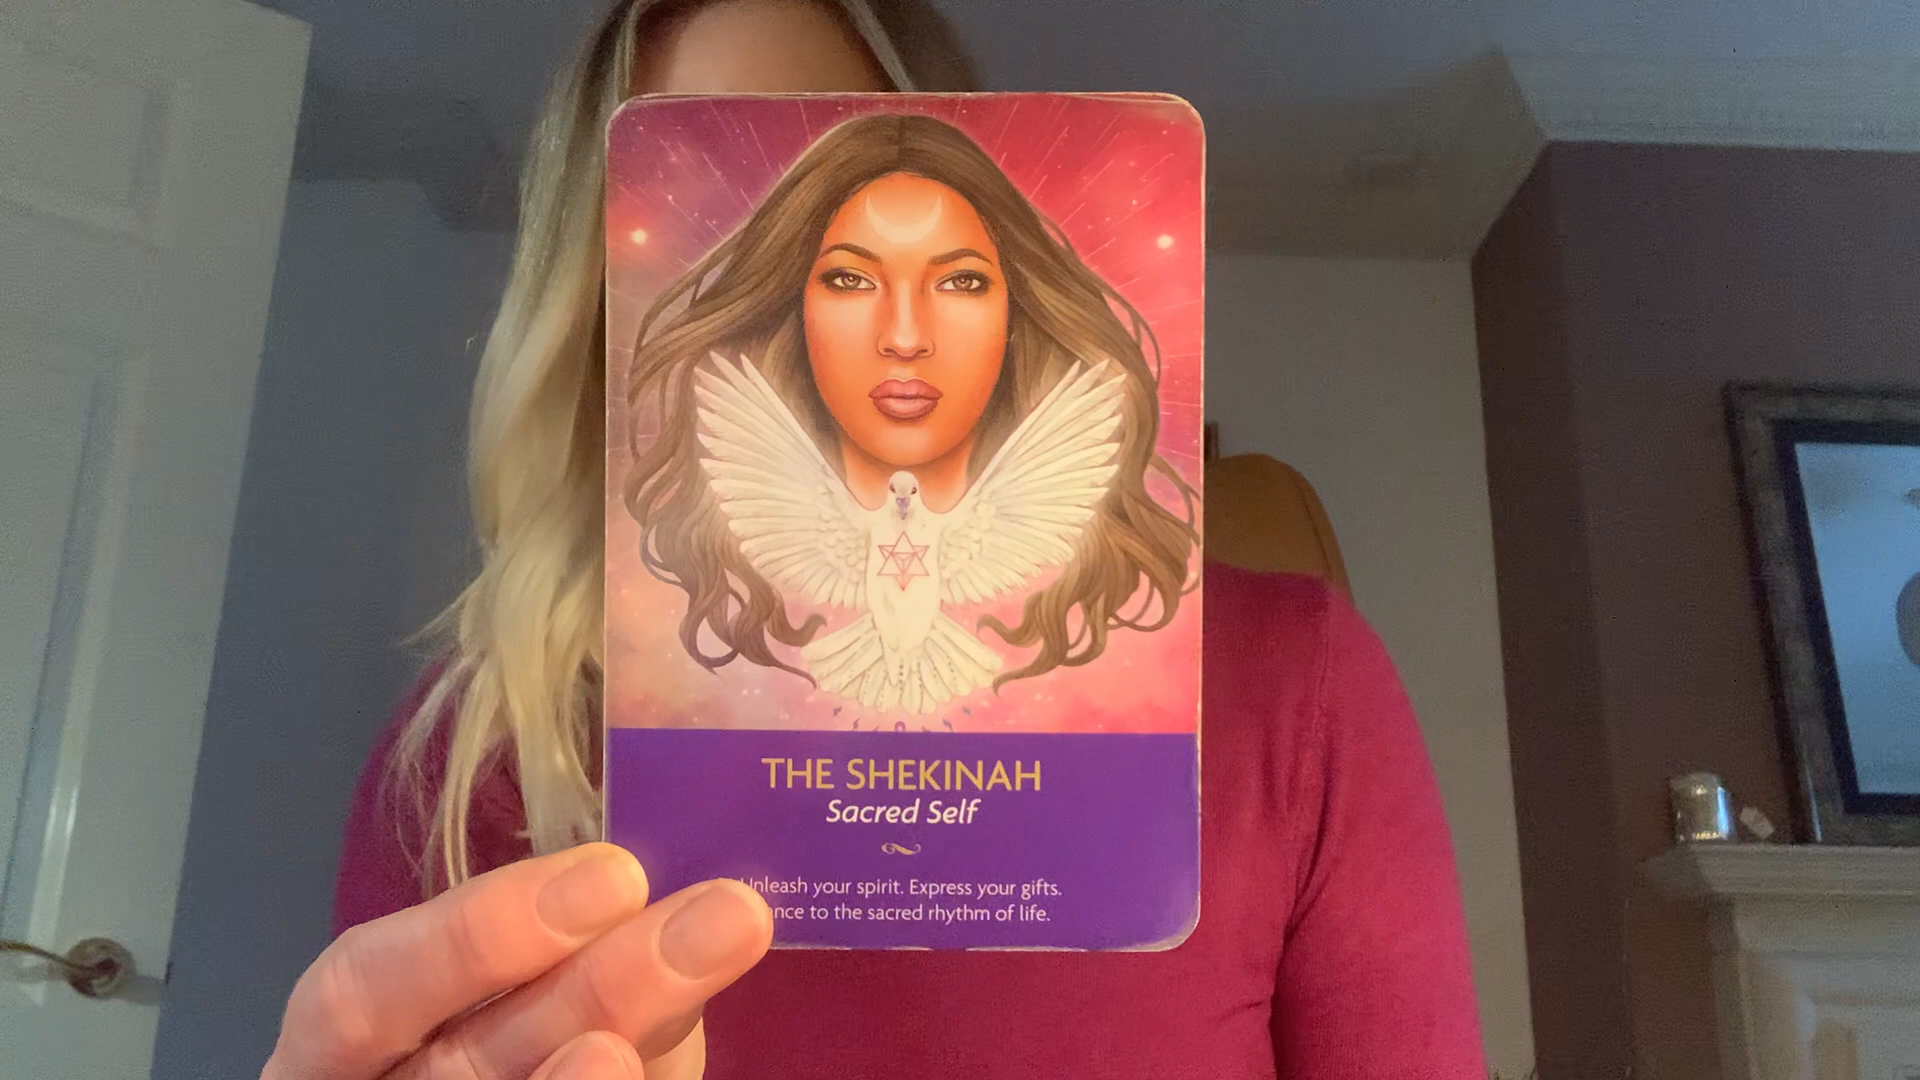 THE SHEKINAH
Sacred Self
Unleash your spirit. Express your gifts.
to the sacred rhythm of life.